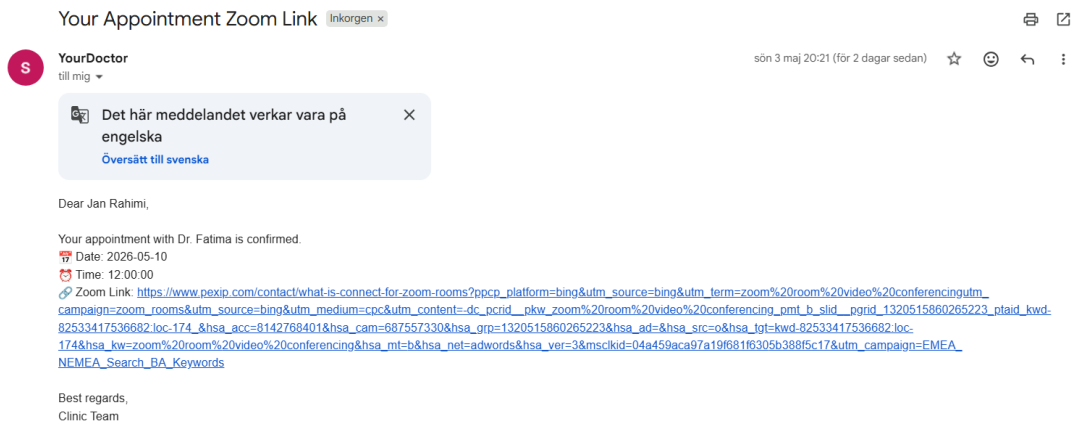 Your Appointment Zoom Link Inkorgen ×
S
YourDoctor
sön 3 maj 20:21 (för 2 dagar sedan)
till mig
Det här meddelandet verkar vara på
engelska
Översätt till svenska
Dear Jan Rahimi,
Your appointment with Dr. Fatima is confirmed.
📅 Date: 2026-05-10
⏰ Time: 12:00:00
🔗 Zoom Link: https://www.pexip.com/contact/what-is-connect-for-zoom-rooms?ppcp_platform=bing&utm_source=bing&utm_term=zoom%20room%20video%20conferencingutm_
campaign=zoom_rooms&utm_source=bing&utm_medium=cpc&utm_content=-dc_pcrid__pkw_zoom%20room%20video%20conferencing_pmt_b_slid__pgrid_1320515860265223_ptaid_kwd-
82533417536682:loc-174_&hsa_acc=8142768401&hsa_cam=687557330&hsa_grp=1320515860265223&hsa_ad=&hsa_src=o&hsa_tgt=kwd-82533417536682:loc-
174&hsa_kw=zoom%20room%20video%20conferencing&hsa_mt=b&hsa_net=adwords&hsa_ver=3&msclkid=04a459aca97a19f681f6305b388f5c17&utm_campaign=EMEA_
NEMEA_Search_BA_Keywords
Best regards,
Clinic Team